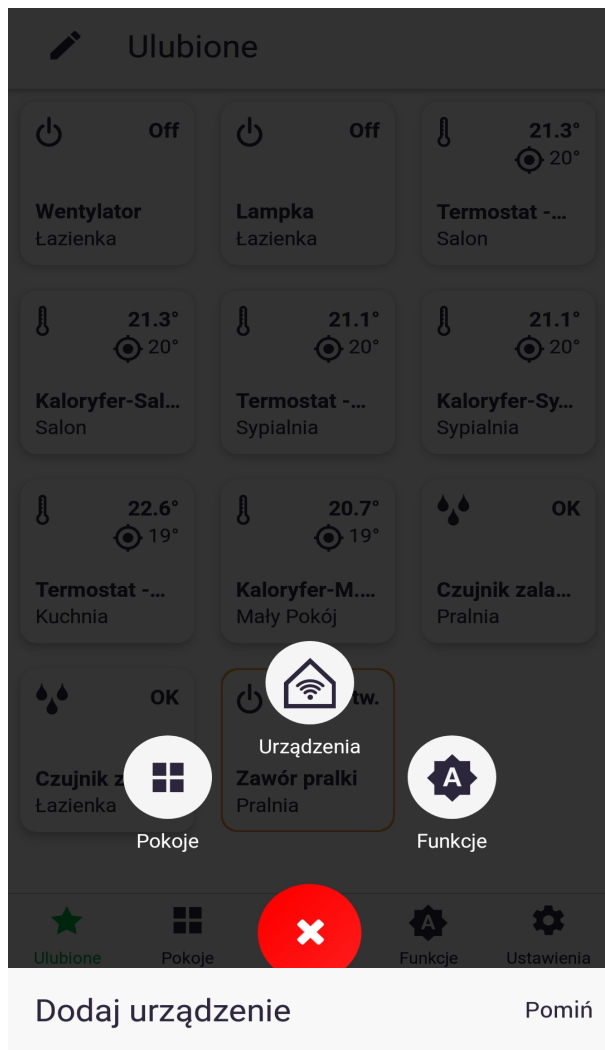 Ulubione
Off
Wentylator
Łazienka
Off
Lampka
Łazienka
21.3°
20°
Termostat -...
Salon
21.3°
20°
Kaloryfer-Sal...
Salon
21.1°
20°
Termostat -...
Sypialnia
21.1°
20°
Kaloryfer-Sy...
Sypialnia
22.6°
19°
Termostat -...
Kuchnia
20.7°
19°
Kaloryfer-M....
Mały Pokój
OK
Czujnik zala...
Pralnia
OK
Czujnik z
Łazienka
tw.
Zawór pralki
Pralnia
Urządzenia
Pokoje
A
Funkcje
Ulubione
Pokoje
A
Funkcje
Ustawienia
Dodaj urządzenie
Pomiń